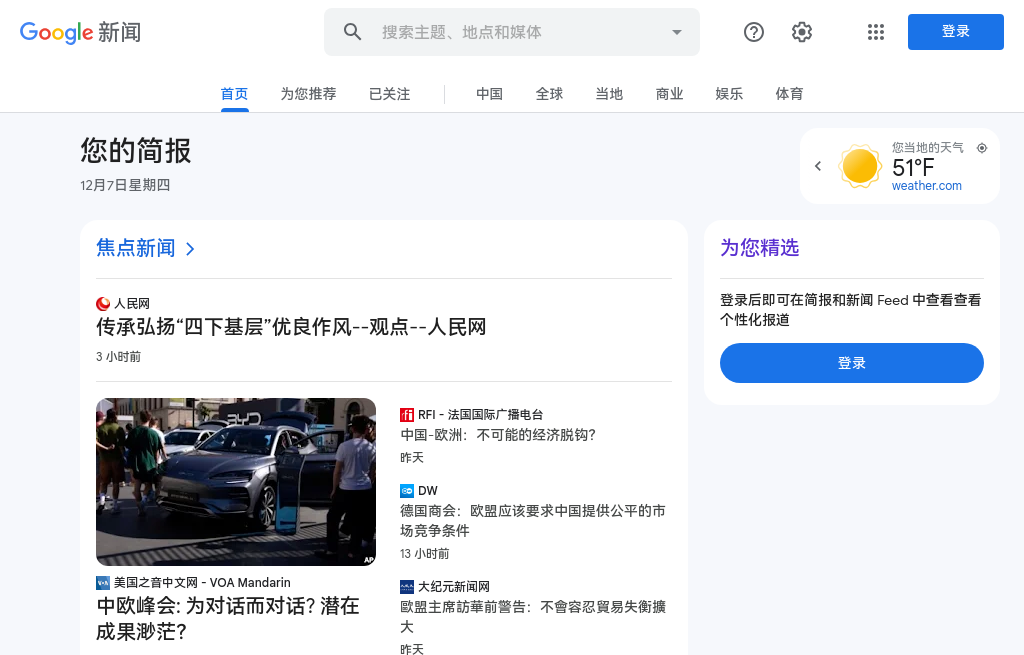 Google 新闻
搜索主题、地点和媒体
登录
首页
为您推荐
已关注
中国
全球
当地
商业
娱乐
体育
您的简报
12月7日星期四
您当地的天气
51°F
weather.com
焦点新闻
人民网
传承弘扬“四下基层”优良作风--观点--人民网
3 小时前
BYD
AP
VOA
美国之音中文网 - VOA Mandarin
中欧峰会: 为对话而对话? 潜在
成果渺茫?
rfi
RFI - 法国国际广播电台
中国-欧洲：不可能的经济脱钩？
昨天
DW
德国商会：欧盟应该要求中国提供公平的市
场竞争条件
13 小时前
大纪元新闻网
歐盟主席訪華前警告：不會容忍貿易失衡擴
大
昨天
为您精选
登录后即可在简报和新闻 Feed 中查看查看
个性化报道
登录